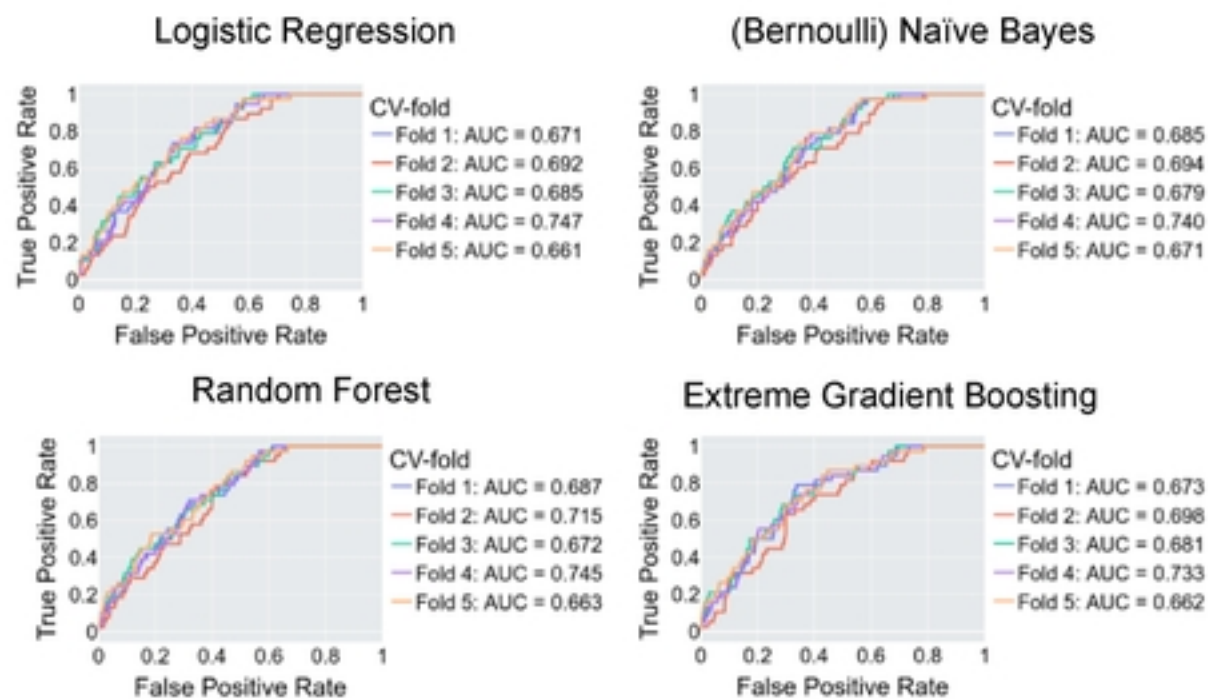 Logistic Regression
True Positive Rate
1
0.8
0.6
0.4
0.2
0
0 0.2 0.4 0.6 0.8 1
False Positive Rate
CV-fold
Fold 1: AUC = 0.671
Fold 2: AUC = 0.692
Fold 3: AUC = 0.685
Fold 4: AUC = 0.747
Fold 5: AUC = 0.661
(Bernoulli) Naïve Bayes
True Positive Rate
1
0.8
0.6
0.4
0.2
0
0 0.2 0.4 0.6 0.8 1
False Positive Rate
CV-fold
Fold 1: AUC = 0.685
Fold 2: AUC = 0.694
Fold 3: AUC = 0.679
Fold 4: AUC = 0.740
Fold 5: AUC = 0.671
Random Forest
True Positive Rate
1
0.8
0.6
0.4
0.2
0
0 0.2 0.4 0.6 0.8 1
False Positive Rate
CV-fold
Fold 1: AUC = 0.687
Fold 2: AUC = 0.715
Fold 3: AUC = 0.672
Fold 4: AUC = 0.745
Fold 5: AUC = 0.663
Extreme Gradient Boosting
True Positive Rate
1
0.8
0.6
0.4
0.2
0
0 0.2 0.4 0.6 0.8 1
False Positive Rate
CV-fold
Fold 1: AUC = 0.673
Fold 2: AUC = 0.698
Fold 3: AUC = 0.681
Fold 4: AUC = 0.733
Fold 5: AUC = 0.662